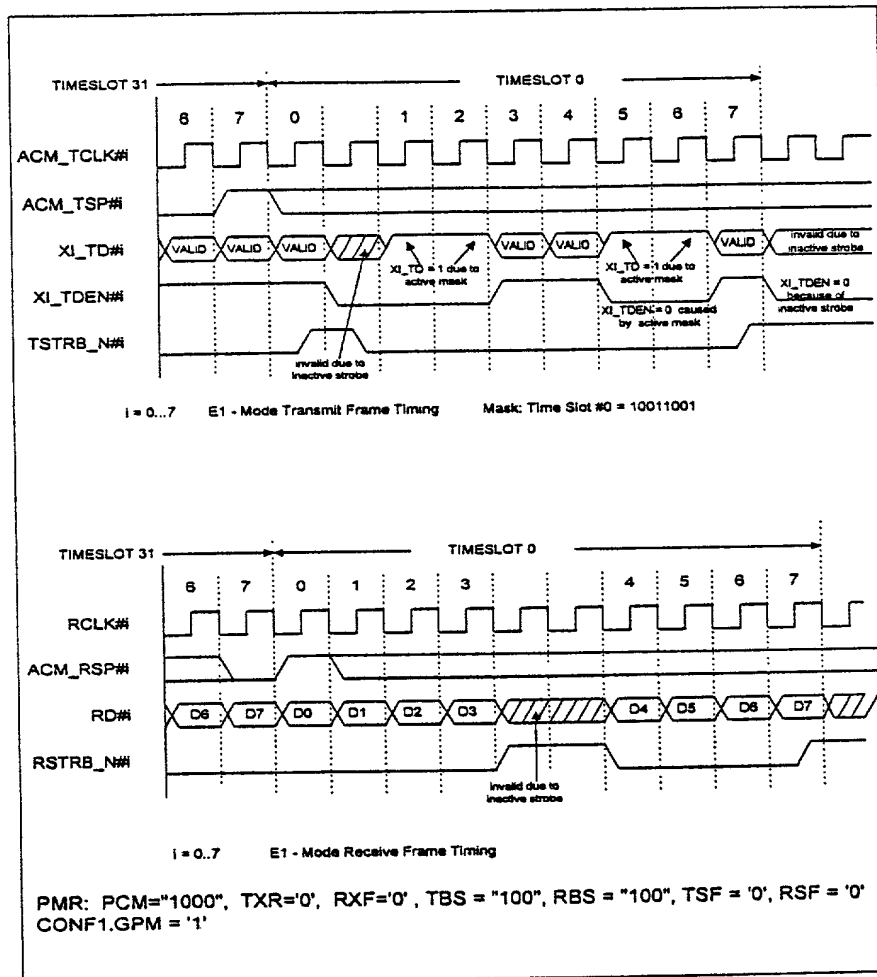 TIMESLOT 31 TIMESLOT 0
6 7 0 1 2 3 4 5 6 7
ACM_TCLK#i
ACM_TSP#i
XI_TD#i VALID VALID VALID VALID VALID VALID invalid due to inactive strobe
XI_TD = 1 due to active mask
XI_TD = 1 due to active mask
XI_TDEN#i
XI_TDEN = 0 caused by active mask
XI_TDEN = 0 because of inactive strobe
TSTRB_N#i
invalid due to inactive strobe
i = 0...7 E1 - Mode Transmit Frame Timing Mask: Time Slot #0 = 10011001
TIMESLOT 31 TIMESLOT 0
6 7 0 1 2 3 4 5 6 7
RCLK#i
ACM_RSP#i
RD#i D6 D7 D0 D1 D2 D3 D4 D5 D6 D7
RSTRB_N#i
invalid due to inactive strobe
i = 0..7 E1 - Mode Receive Frame Timing
PMR: PCM="1000", TXR='0', RXF='0' , TBS = "100", RBS = "100", TSF = '0', RSF = '0'
CONF1.GPM = '1'